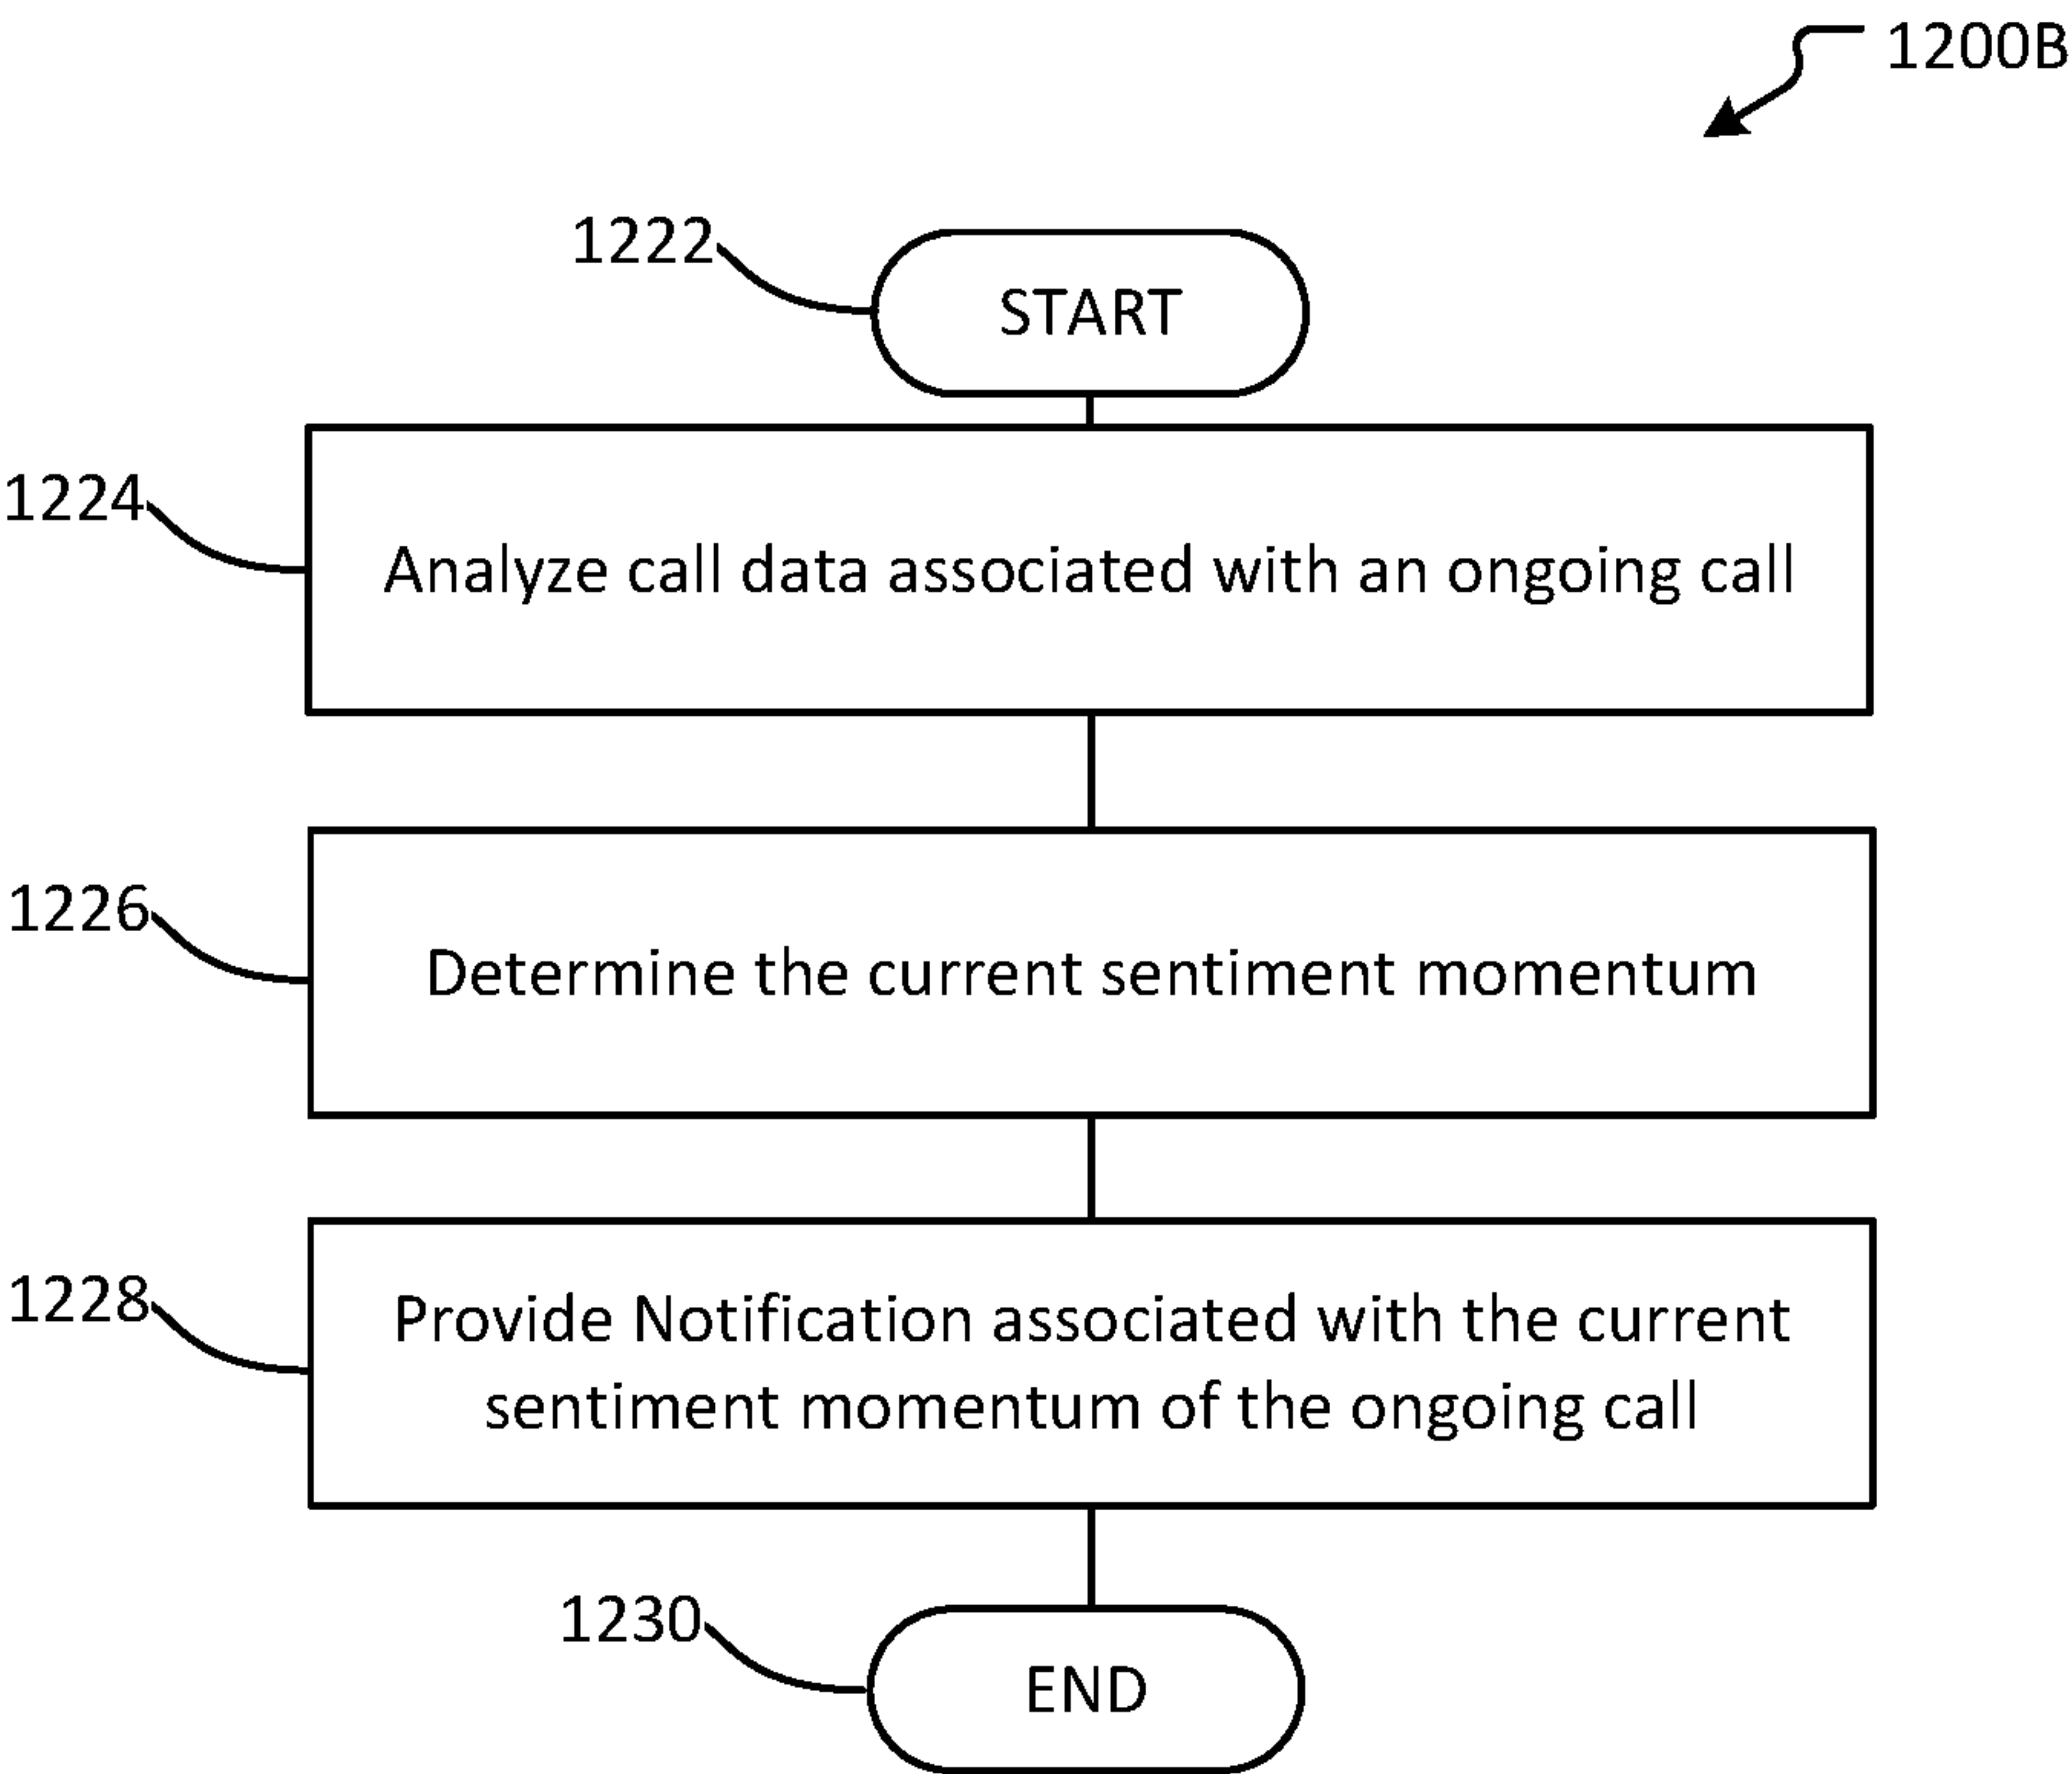 1200B
1222
START
1224
Analyze call data associated with an ongoing call
1226
Determine the current sentiment momentum
1228
Provide Notification associated with the current
sentiment momentum of the ongoing call
1230
END